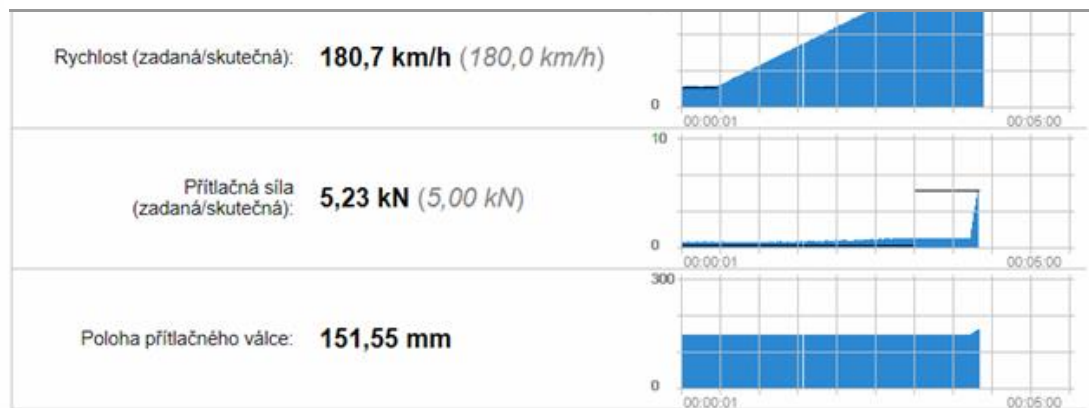 Rychlost (zadaná/skutečná): 180,7 km/h (180,0 km/h)
0
00:00:01 00:05:00
10
Přítlačná síla
(zadaná/skutečná): 5,23 kN (5,00 kN)
0
00:00:01 00:05:00
300
Poloha přítlačného válce: 151,55 mm
0
00:00:01 00:05:00